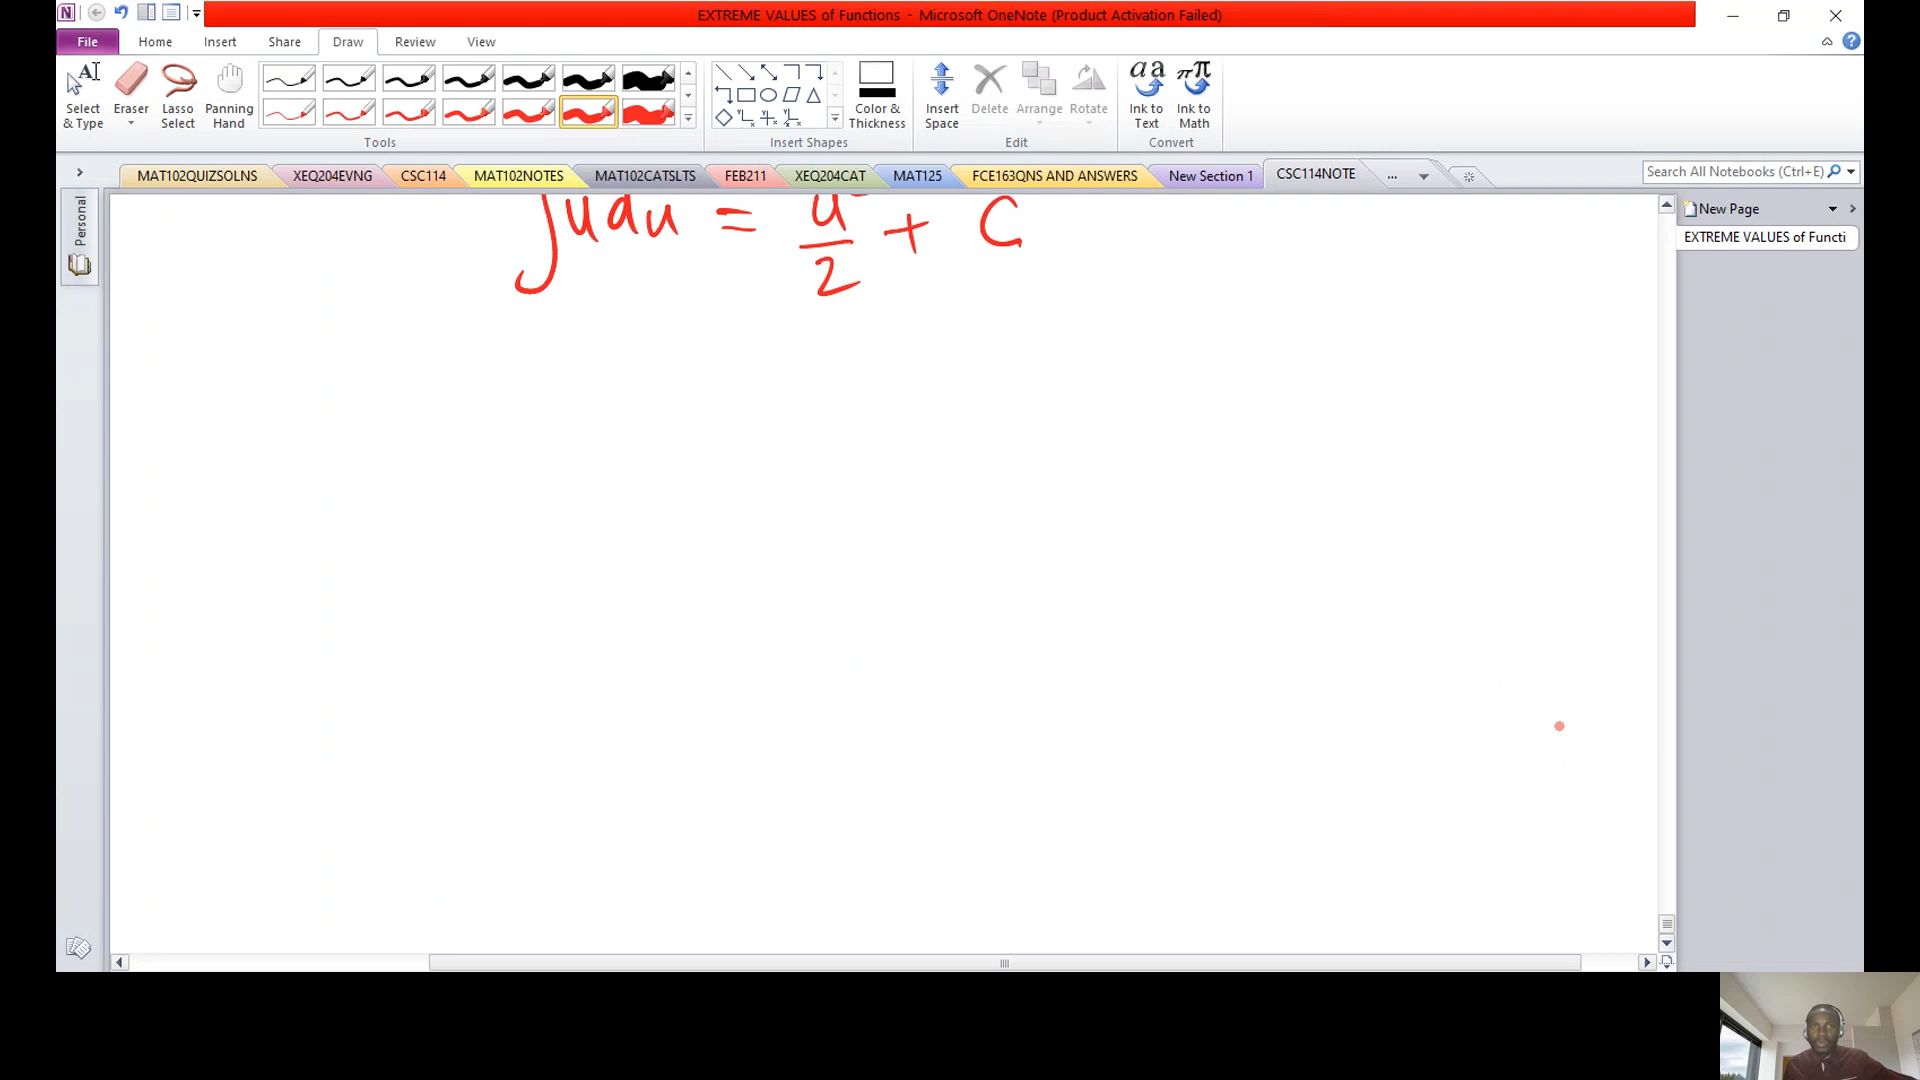 EXTREME VALUES of Functions - Microsoft OneNote (Product Activation Failed)
File Home Insert Share Draw Review View
Select & Type
Eraser
Lasso Select
Panning Hand
Color & Thickness
Insert Space
Delete
Arrange
Rotate
Ink to Text
Ink to Math
Tools
Insert Shapes
Edit
Convert
MAT102QUIZSOLNS XEQ204EVNG CSC114 MAT102NOTES MAT102CATSLTS FEB211 XEQ204CAT MAT125 FCE163QNS AND ANSWERS New Section 1 CSC114NOTE ...
Search All Notebooks (Ctrl+E)
Personal
New Page
EXTREME VALUES of Functi
∫u du = u²/2 + C